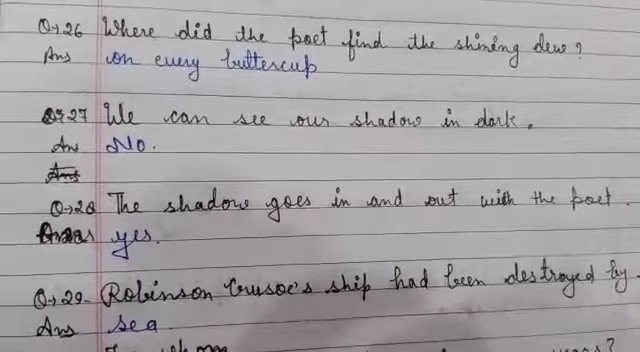 Q→26 Where did the poet find the shining dew?
Ans on every buttercup
Q→27 We can see our shadow in dark.
Ans No.
Ans
Q→28 The shadow goes in and out with the poet.
Ans yes.
Q→29- Robinson Crusoe's ship had been destroyed by
Ans sea.